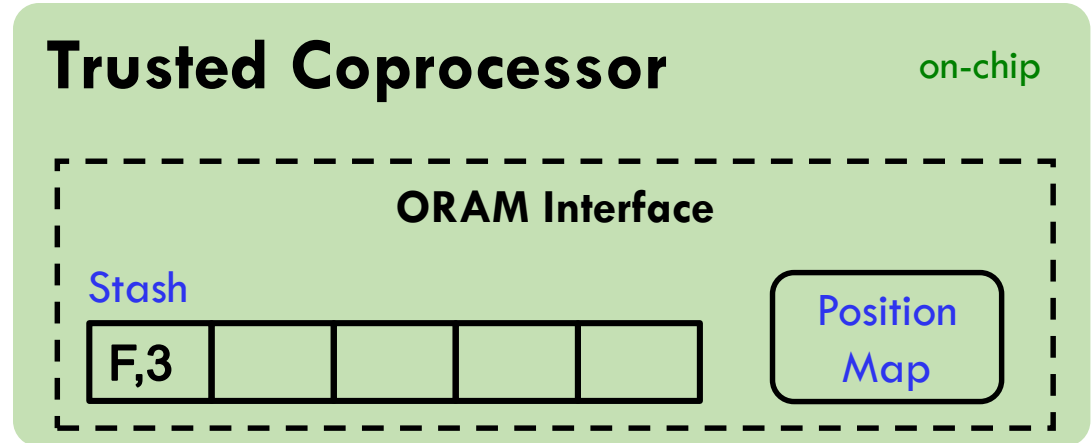 Trusted Coprocessor
on-chip
ORAM Interface
Stash
F,3
Position
Map